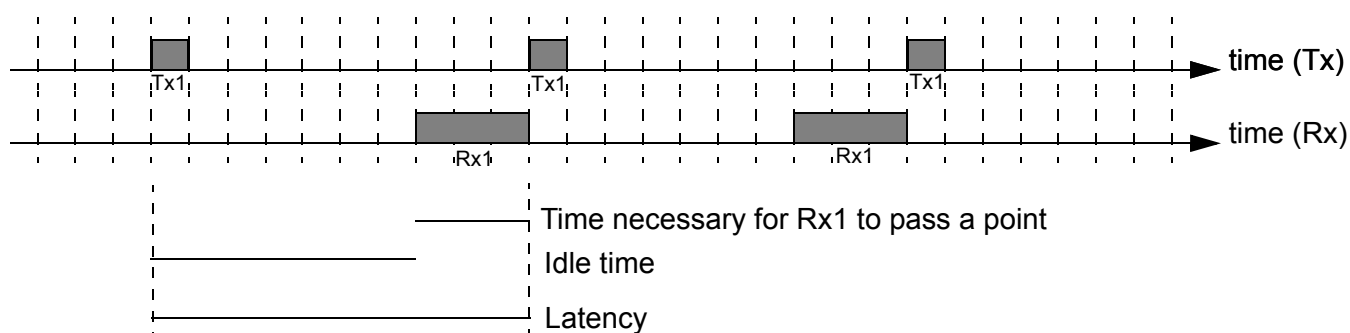 Tx1
Tx1
Tx1
time (Tx)
Rx1
Rx1
time (Rx)
Time necessary for Rx1 to pass a point
Idle time
Latency